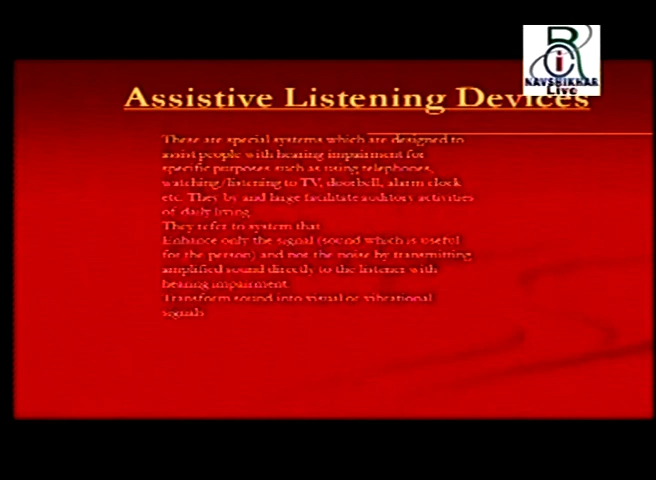 R
i
NAVSHIKHAR
Live
Assistive Listening Devices
These are special systems which are designed to
assist people with hearing impairment for
specific purposes such as using telephones,
watching/listening to TV, doorbell, alarm clock
etc. They by and large facilitate auditory activities
of daily living
They refer to system that
Enhance only the signal (sound which is useful
for the person) and not the noise by transmitting
amplified sound directly to the listener with
hearing impairment.
Transform sound into visual or vibrational
signals